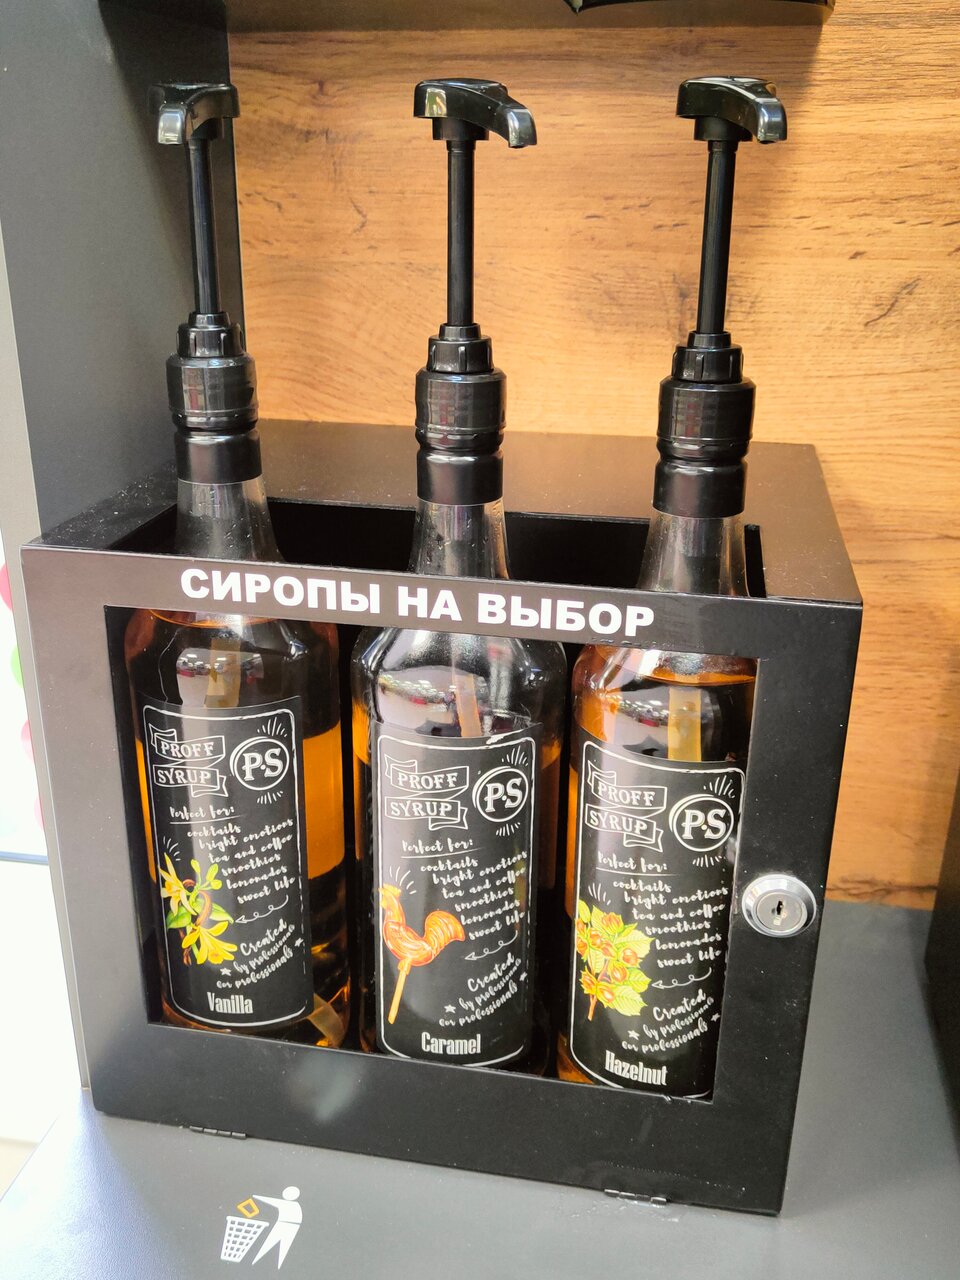 СИРОПЫ НА ВЫБОР
PROFF
SYRUP
PS
Perfect for:
cocktails
bright emotions
tea and coffee
smoothies
lemonades
sweet life
Created
by professionals
for professionals
Vanilla
PROFF
SYRUP
PS
Perfect for:
cocktails
bright emotions
tea and coffee
smoothies
lemonades
sweet life
Created
by professionals
for professionals
Caramel
PROFF
SYRUP
PS
Perfect for:
cocktails
bright emotions
tea and coffee
smoothies
lemonades
sweet life
Created
by professionals
for professionals
Hazelnut